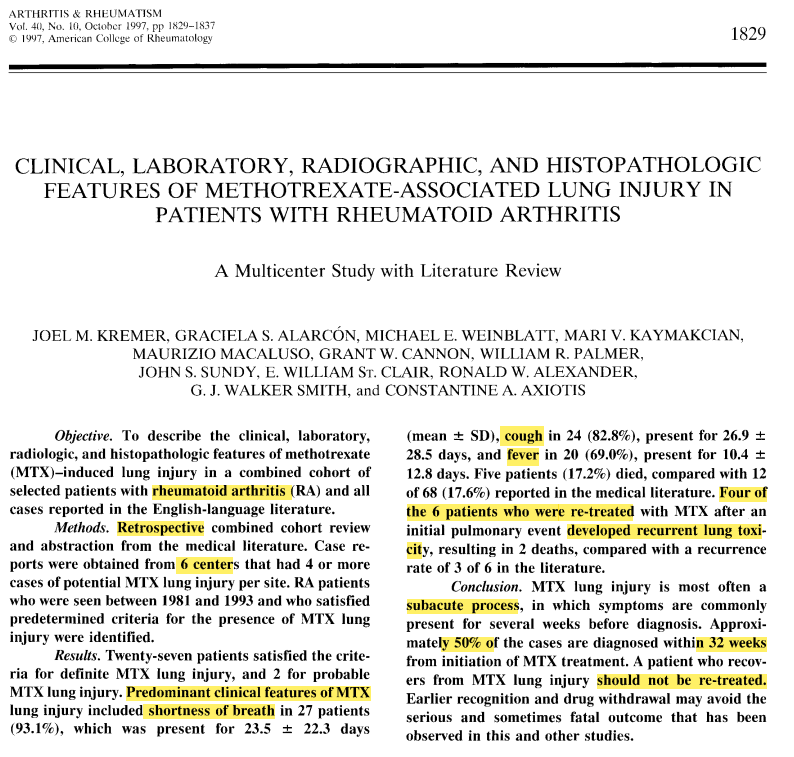 ARTHRITIS & RHEUMATISM
Vol. 40, No. 10, October 1997, pp 1829–1837
© 1997, American College of Rheumatology
1829
CLINICAL, LABORATORY, RADIOGRAPHIC, AND HISTOPATHOLOGIC
FEATURES OF METHOTREXATE-ASSOCIATED LUNG INJURY IN
PATIENTS WITH RHEUMATOID ARTHRITIS
A Multicenter Study with Literature Review
JOEL M. KREMER, GRACIELA S. ALARCÓN, MICHAEL E. WEINBLATT, MARI V. KAYMAKCIAN,
MAURIZIO MACALUSO, GRANT W. CANNON, WILLIAM R. PALMER,
JOHN S. SUNDY, E. WILLIAM ST. CLAIR, RONALD W. ALEXANDER,
G. J. WALKER SMITH, and CONSTANTINE A. AXIOTIS
Objective. To describe the clinical, laboratory,
radiologic, and histopathologic features of methotrexate
(MTX)–induced lung injury in a combined cohort of
selected patients with rheumatoid arthritis (RA) and all
cases reported in the English-language literature.
Methods. Retrospective combined cohort review
and abstraction from the medical literature. Case re-
ports were obtained from 6 centers that had 4 or more
cases of potential MTX lung injury per site. RA patients
who were seen between 1981 and 1993 and who satisfied
predetermined criteria for the presence of MTX lung
injury were identified.
Results. Twenty-seven patients satisfied the crite-
ria for definite MTX lung injury, and 2 for probable
MTX lung injury. Predominant clinical features of MTX
lung injury included shortness of breath in 27 patients
(93.1%), which was present for 23.5 ± 22.3 days
(mean ± SD), cough in 24 (82.8%), present for 26.9 ±
28.5 days, and fever in 20 (69.0%), present for 10.4 ±
12.8 days. Five patients (17.2%) died, compared with 12
of 68 (17.6%) reported in the medical literature. Four of
the 6 patients who were re-treated with MTX after an
initial pulmonary event developed recurrent lung toxi-
city, resulting in 2 deaths, compared with a recurrence
rate of 3 of 6 in the literature.
Conclusion. MTX lung injury is most often a
subacute process, in which symptoms are commonly
present for several weeks before diagnosis. Approxi-
mately 50% of the cases are diagnosed within 32 weeks
from initiation of MTX treatment. A patient who recov-
ers from MTX lung injury should not be re-treated.
Earlier recognition and drug withdrawal may avoid the
serious and sometimes fatal outcome that has been
observed in this and other studies.